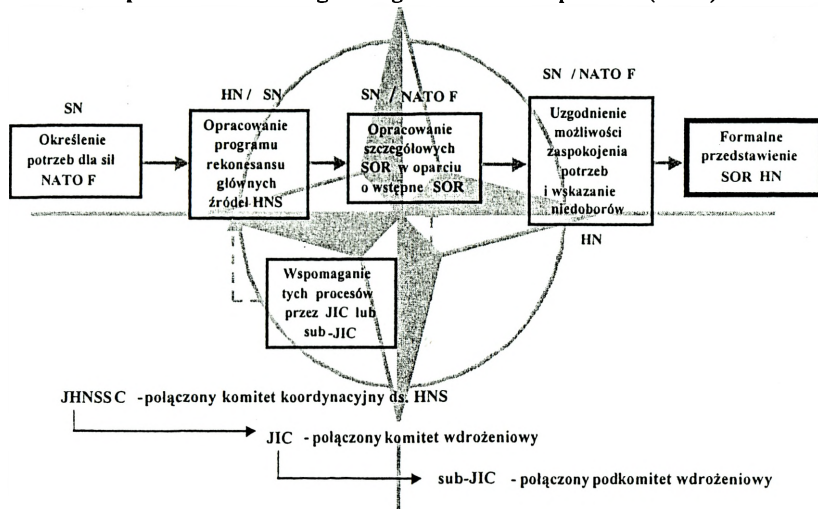 SN
Określenie
potrzeb dla sił
NATO F
HN / SN
Opracowanie
programu
rekonesansu
głównych
źródeł HNS
SN / NATO F
Opracowanie
szczegółowych
SOR w oparciu
o wstępne SOR
SN / NATO F
Uzgodnienie
możliwości
zaspokojenia
potrzeb
i wskazanie
niedoborów
HN
Formalne
przedstawienie
SOR HN
Wspomaganie
tych procesów
przez JIC lub
sub-JIC
JHNSSC - połączony komitet koordynacyjny ds. HNS
JIC - połączony komitet wdrożeniowy
sub-JIC - połączony podkomitet wdrożeniowy